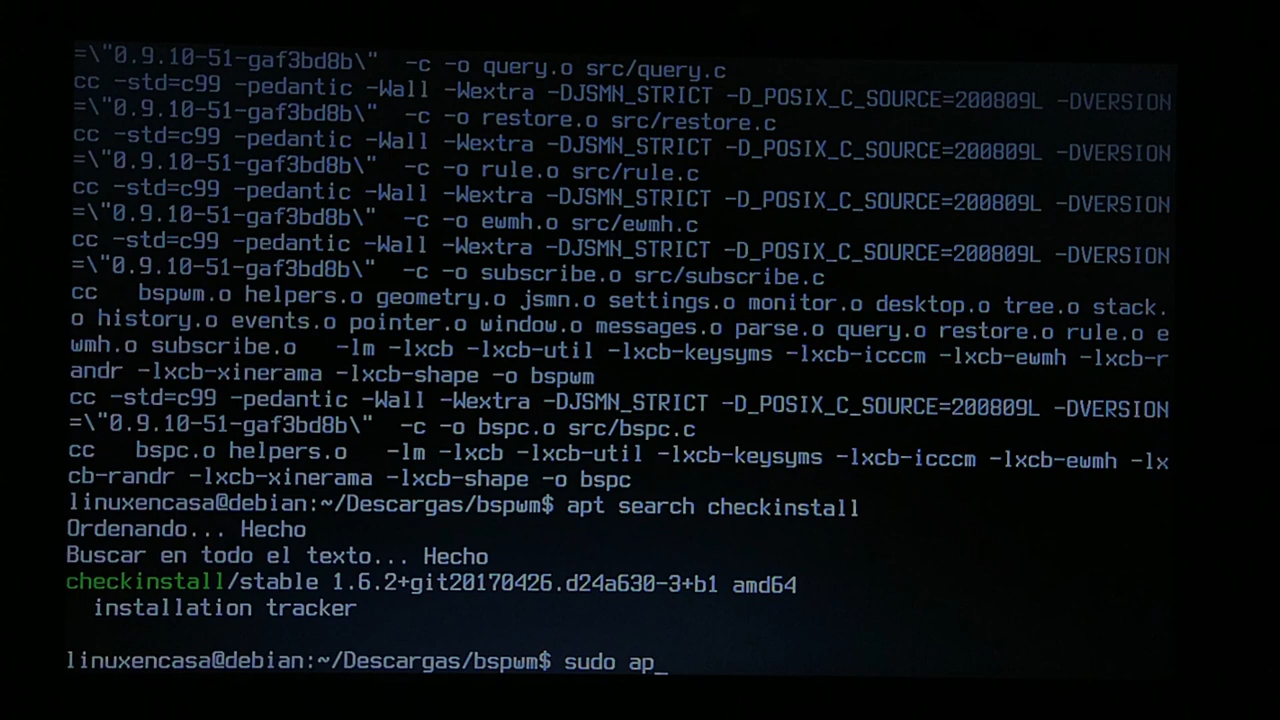 =\"0.9.10-51-gaf3bd8b\"  -c -o query.o src/query.c
cc -std=c99 -pedantic -Wall -Wextra -DJSMN_STRICT -D_POSIX_C_SOURCE=200809L -DVERSION
=\"0.9.10-51-gaf3bd8b\"  -c -o restore.o src/restore.c
cc -std=c99 -pedantic -Wall -Wextra -DJSMN_STRICT -D_POSIX_C_SOURCE=200809L -DVERSION
=\"0.9.10-51-gaf3bd8b\"  -c -o rule.o src/rule.c
cc -std=c99 -pedantic -Wall -Wextra -DJSMN_STRICT -D_POSIX_C_SOURCE=200809L -DVERSION
=\"0.9.10-51-gaf3bd8b\"  -c -o ewmh.o src/ewmh.c
cc -std=c99 -pedantic -Wall -Wextra -DJSMN_STRICT -D_POSIX_C_SOURCE=200809L -DVERSION
=\"0.9.10-51-gaf3bd8b\"  -c -o subscribe.o src/subscribe.c
cc   bspwm.o helpers.o geometry.o jsmn.o settings.o monitor.o desktop.o tree.o stack.
o history.o events.o pointer.o window.o messages.o parse.o query.o restore.o rule.o e
wmh.o subscribe.o   -lm -lxcb -lxcb-util -lxcb-keysyms -lxcb-icccm -lxcb-ewmh -lxcb-r
andr -lxcb-xinerama -lxcb-shape -o bspwm
cc -std=c99 -pedantic -Wall -Wextra -DJSMN_STRICT -D_POSIX_C_SOURCE=200809L -DVERSION
=\"0.9.10-51-gaf3bd8b\"  -c -o bspc.o src/bspc.c
cc   bspc.o helpers.o   -lm -lxcb -lxcb-util -lxcb-keysyms -lxcb-icccm -lxcb-ewmh -lx
cb-randr -lxcb-xinerama -lxcb-shape -o bspc
linuxencasa@debian:~/Descargas/bspwm$ apt search checkinstall
Ordenando... Hecho
Buscar en todo el texto... Hecho
checkinstall/stable 1.6.2+git20170426.d24a630-3+b1 amd64
  installation tracker
linuxencasa@debian:~/Descargas/bspwm$ sudo ap_